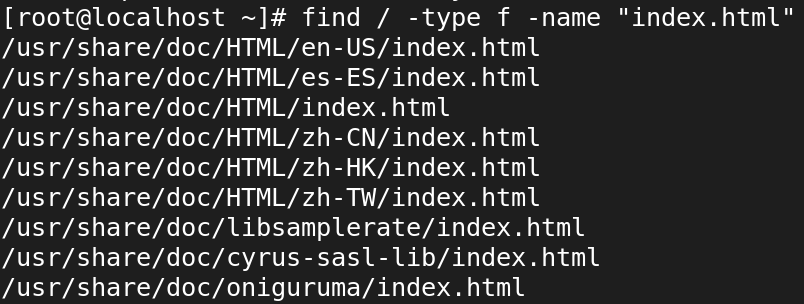 [root@localhost ~]# find / -type f -name "index.html"
/usr/share/doc/HTML/en-US/index.html
/usr/share/doc/HTML/es-ES/index.html
/usr/share/doc/HTML/index.html
/usr/share/doc/HTML/zh-CN/index.html
/usr/share/doc/HTML/zh-HK/index.html
/usr/share/doc/HTML/zh-TW/index.html
/usr/share/doc/libsamplerate/index.html
/usr/share/doc/cyrus-sasl-lib/index.html
/usr/share/doc/oniguruma/index.html